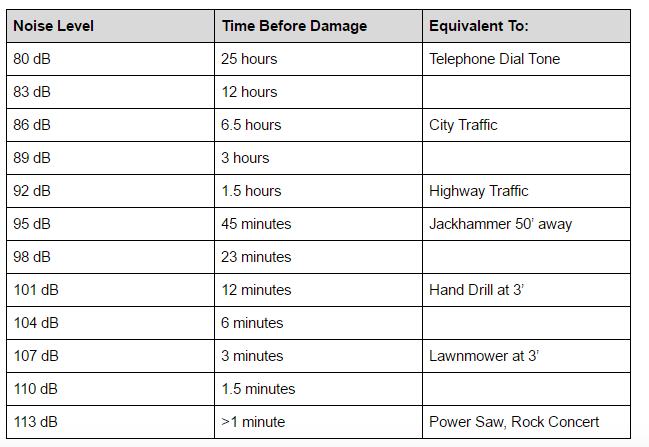 Noise Level Time Before Damage Equivalent To:
80 dB 25 hours Telephone Dial Tone
83 dB 12 hours
86 dB 6.5 hours City Traffic
89 dB 3 hours
92 dB 1.5 hours Highway Traffic
95 dB 45 minutes Jackhammer 50’ away
98 dB 23 minutes
101 dB 12 minutes Hand Drill at 3’
104 dB 6 minutes
107 dB 3 minutes Lawnmower at 3’
110 dB 1.5 minutes
113 dB >1 minute Power Saw, Rock Concert